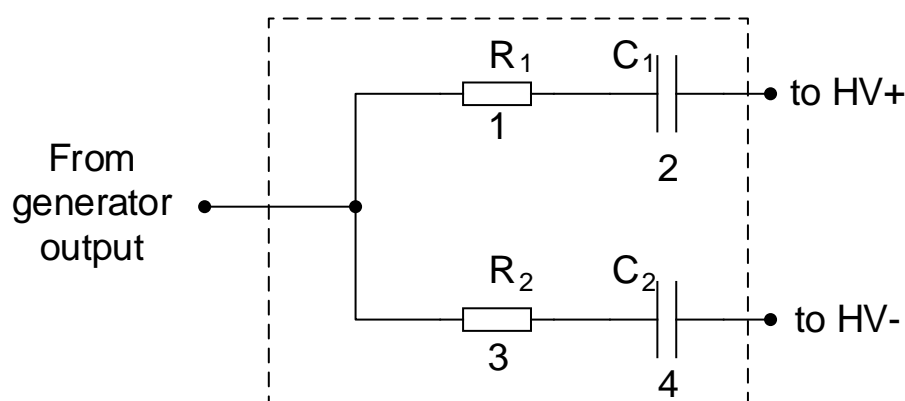 R1
C1
to HV+
1
2
From
generator
output
R2
C2
to HV-
3
4